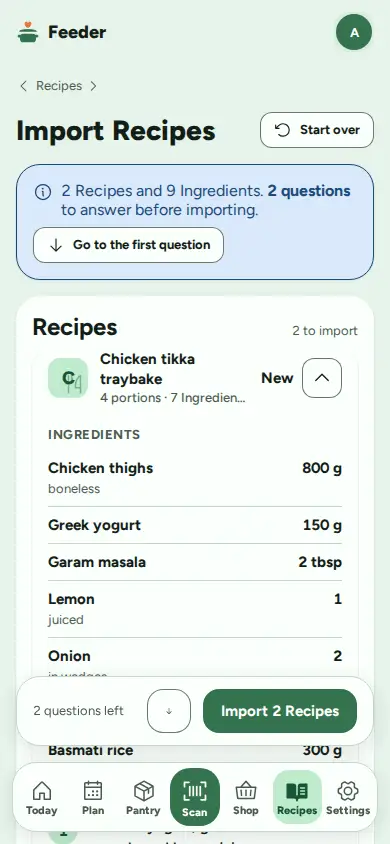 Feeder
A
Recipes
Import Recipes
Start over
2 Recipes and 9 Ingredients. 2 questions
to answer before importing.
Go to the first question
Recipes
2 to import
C
Chicken tikka
traybake
4 portions · 7 Ingredien...
New
INGREDIENTS
Chicken thighs
800 g
boneless
Greek yogurt
150 g
Garam masala
2 tbsp
Lemon
1
juiced
Onion
2
in wedges
2 questions left
Import 2 Recipes
Basmati rice
300 g
Today
Plan
Pantry
Scan
Shop
Recipes
Settings